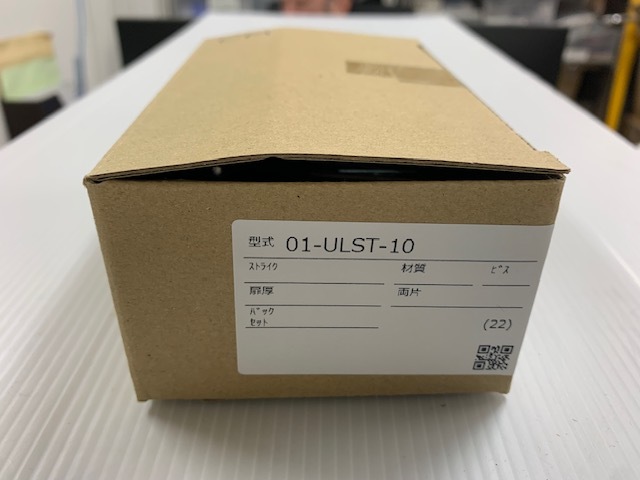 型式 01-ULST-10
ｽﾄﾗｲｸ 材質 ﾋﾞｽ
扉厚 両片
ﾊﾞｯｸ
ｾｯﾄ
(22)